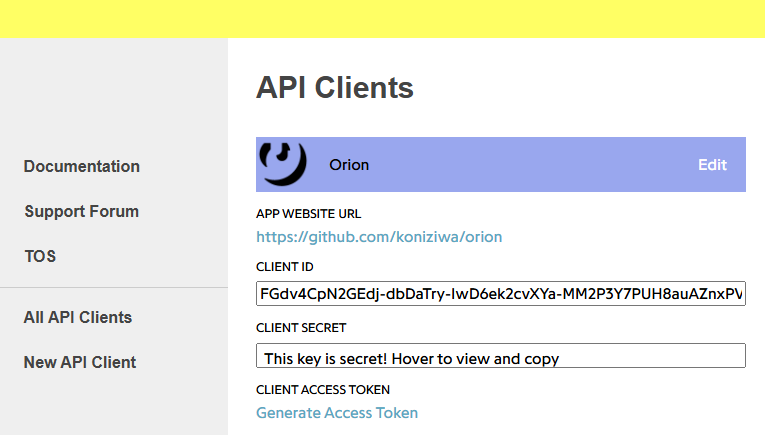 API Clients
Documentation
Support Forum
TOS
All API Clients
New API Client
Orion
Edit
APP WEBSITE URL
https://github.com/koniziwa/orion
CLIENT ID
FGdv4CpN2GEdj-dbDaTry-IwD6ek2cvXYa-MM2P3Y7PUH8auAZnxPV
CLIENT SECRET
This key is secret! Hover to view and copy
CLIENT ACCESS TOKEN
Generate Access Token